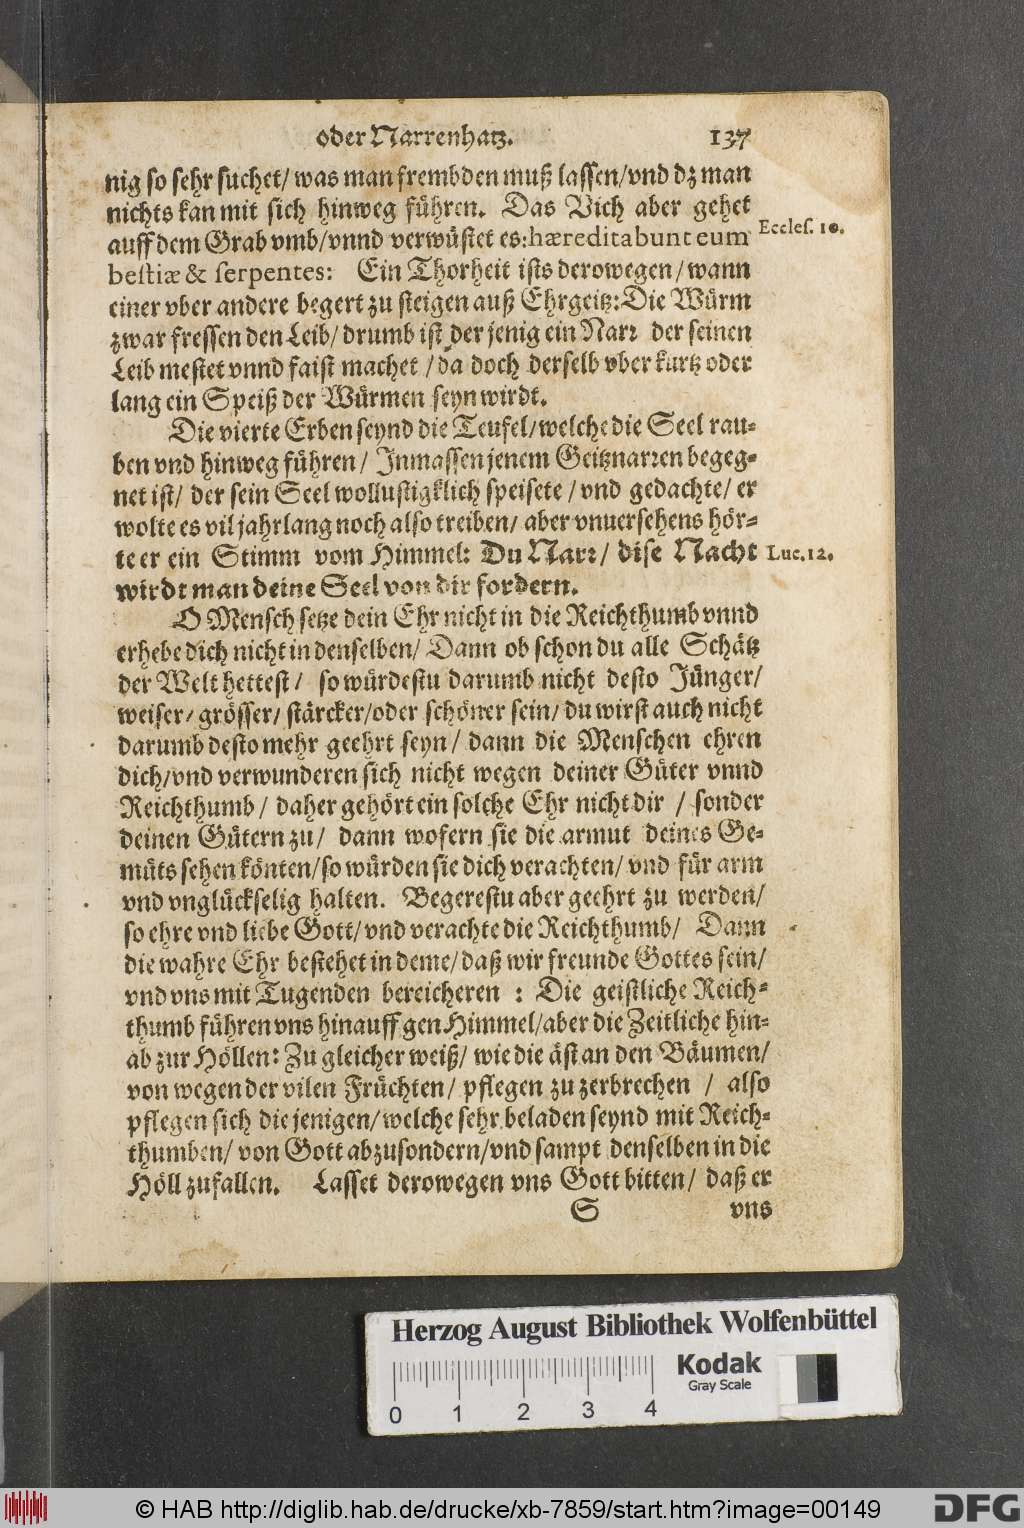 oder Narrenhatz. 137
nig so sehr suchet/ was man frembden muß lassen/ vnd dz man
nichts kan mit sich hinweg führen. Das Vich aber gehet
auff dem Grab vmb/ vnnd verwüstet es: hæreditabunt eum Eccles. 10.
bestiæ & serpentes: Ein Thorheit ists derowegen/ wann
einer vber andere begert zu steigen auß Ehrgeitz: Die Würm
zwar fressen den Leib/ drumb ist der jenig ein Narr der seinen
Leib mestet vnnd faist machet / da doch derselb vber kurtz oder
lang ein Speiß der Würmen seyn wirdt.
Die vierte Erben seynd die Teufel/ welche die Seel rau-
ben vnd hinweg führen/ Inmassen jenem Geitznarren begeg-
net ist/ der sein Seel wollustigklich speisete / vnd gedachte/ er
wolte es vil jahr lang noch also treiben/ aber vnuersehens hör-
te er ein Stimm vom Himmel: Du Narr/ dise Nacht Luc. 12.
wirdt man deine Seel von dir fordern.
O Mensch setze dein Ehr nicht in die Reichthumb vnnd
erhebe dich nicht in denselben/ Dann ob schon du alle Schätz
der Welt hettest/ so würdestu darumb nicht desto Jünger/
weiser/ grösser/ stärcker/ oder schöner sein/ du wirst auch nicht
darumb desto mehr geehrt seyn/ dann die Menschen ehren
dich/ vnd verwunderen sich nicht wegen deiner Güter vnnd
Reichthumb/ daher gehört ein solche Ehr nicht dir / sonder
deinen Gütern zu/ dann wofern sie die armut deines Ge-
müts sehen könten/ so würden sie dich verachten/ vnd für arm
vnd vnglückselig halten. Begerestu aber geehrt zu werden/
so ehre vnd liebe Gott/ vnd verachte die Reichthumb/ Dann
die wahre Ehr bestehet in deme/ daß wir freunde Gottes sein/
vnd vns mit Tugenden bereicheren : Die geistliche Reich-
thumb führen vns hinauff gen Himmel/ aber die Zeitliche hin-
ab zur Höllen: Zu gleicher weiß/ wie die äst an den Bäumen/
von wegen der vilen Früchten/ pflegen zu zerbrechen / also
pflegen sich die jenigen/ welche sehr beladen seynd mit Reich-
thumben/ von Gott abzusondern/ vnd sampt denselben in die
Höll zufallen. Lasset derowegen vns Gott bitten/ daß er
S vns
Herzog August Bibliothek Wolfenbüttel
Kodak
Gray Scale
0 1 2 3 4
© HAB http://diglib.hab.de/drucke/xb-7859/start.htm?image=00149
DFG